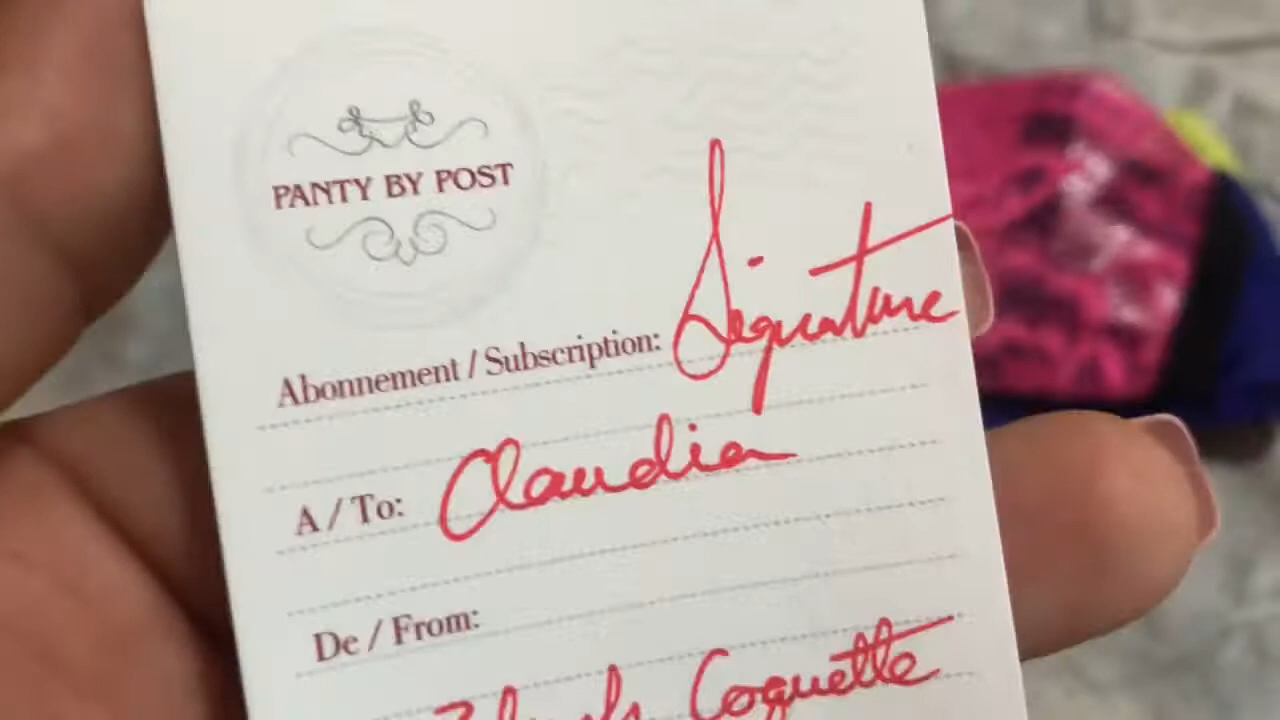 PANTY BY POST
Abonnement / Subscription: Signature
A / To: Claudia
De / From:
Coquette